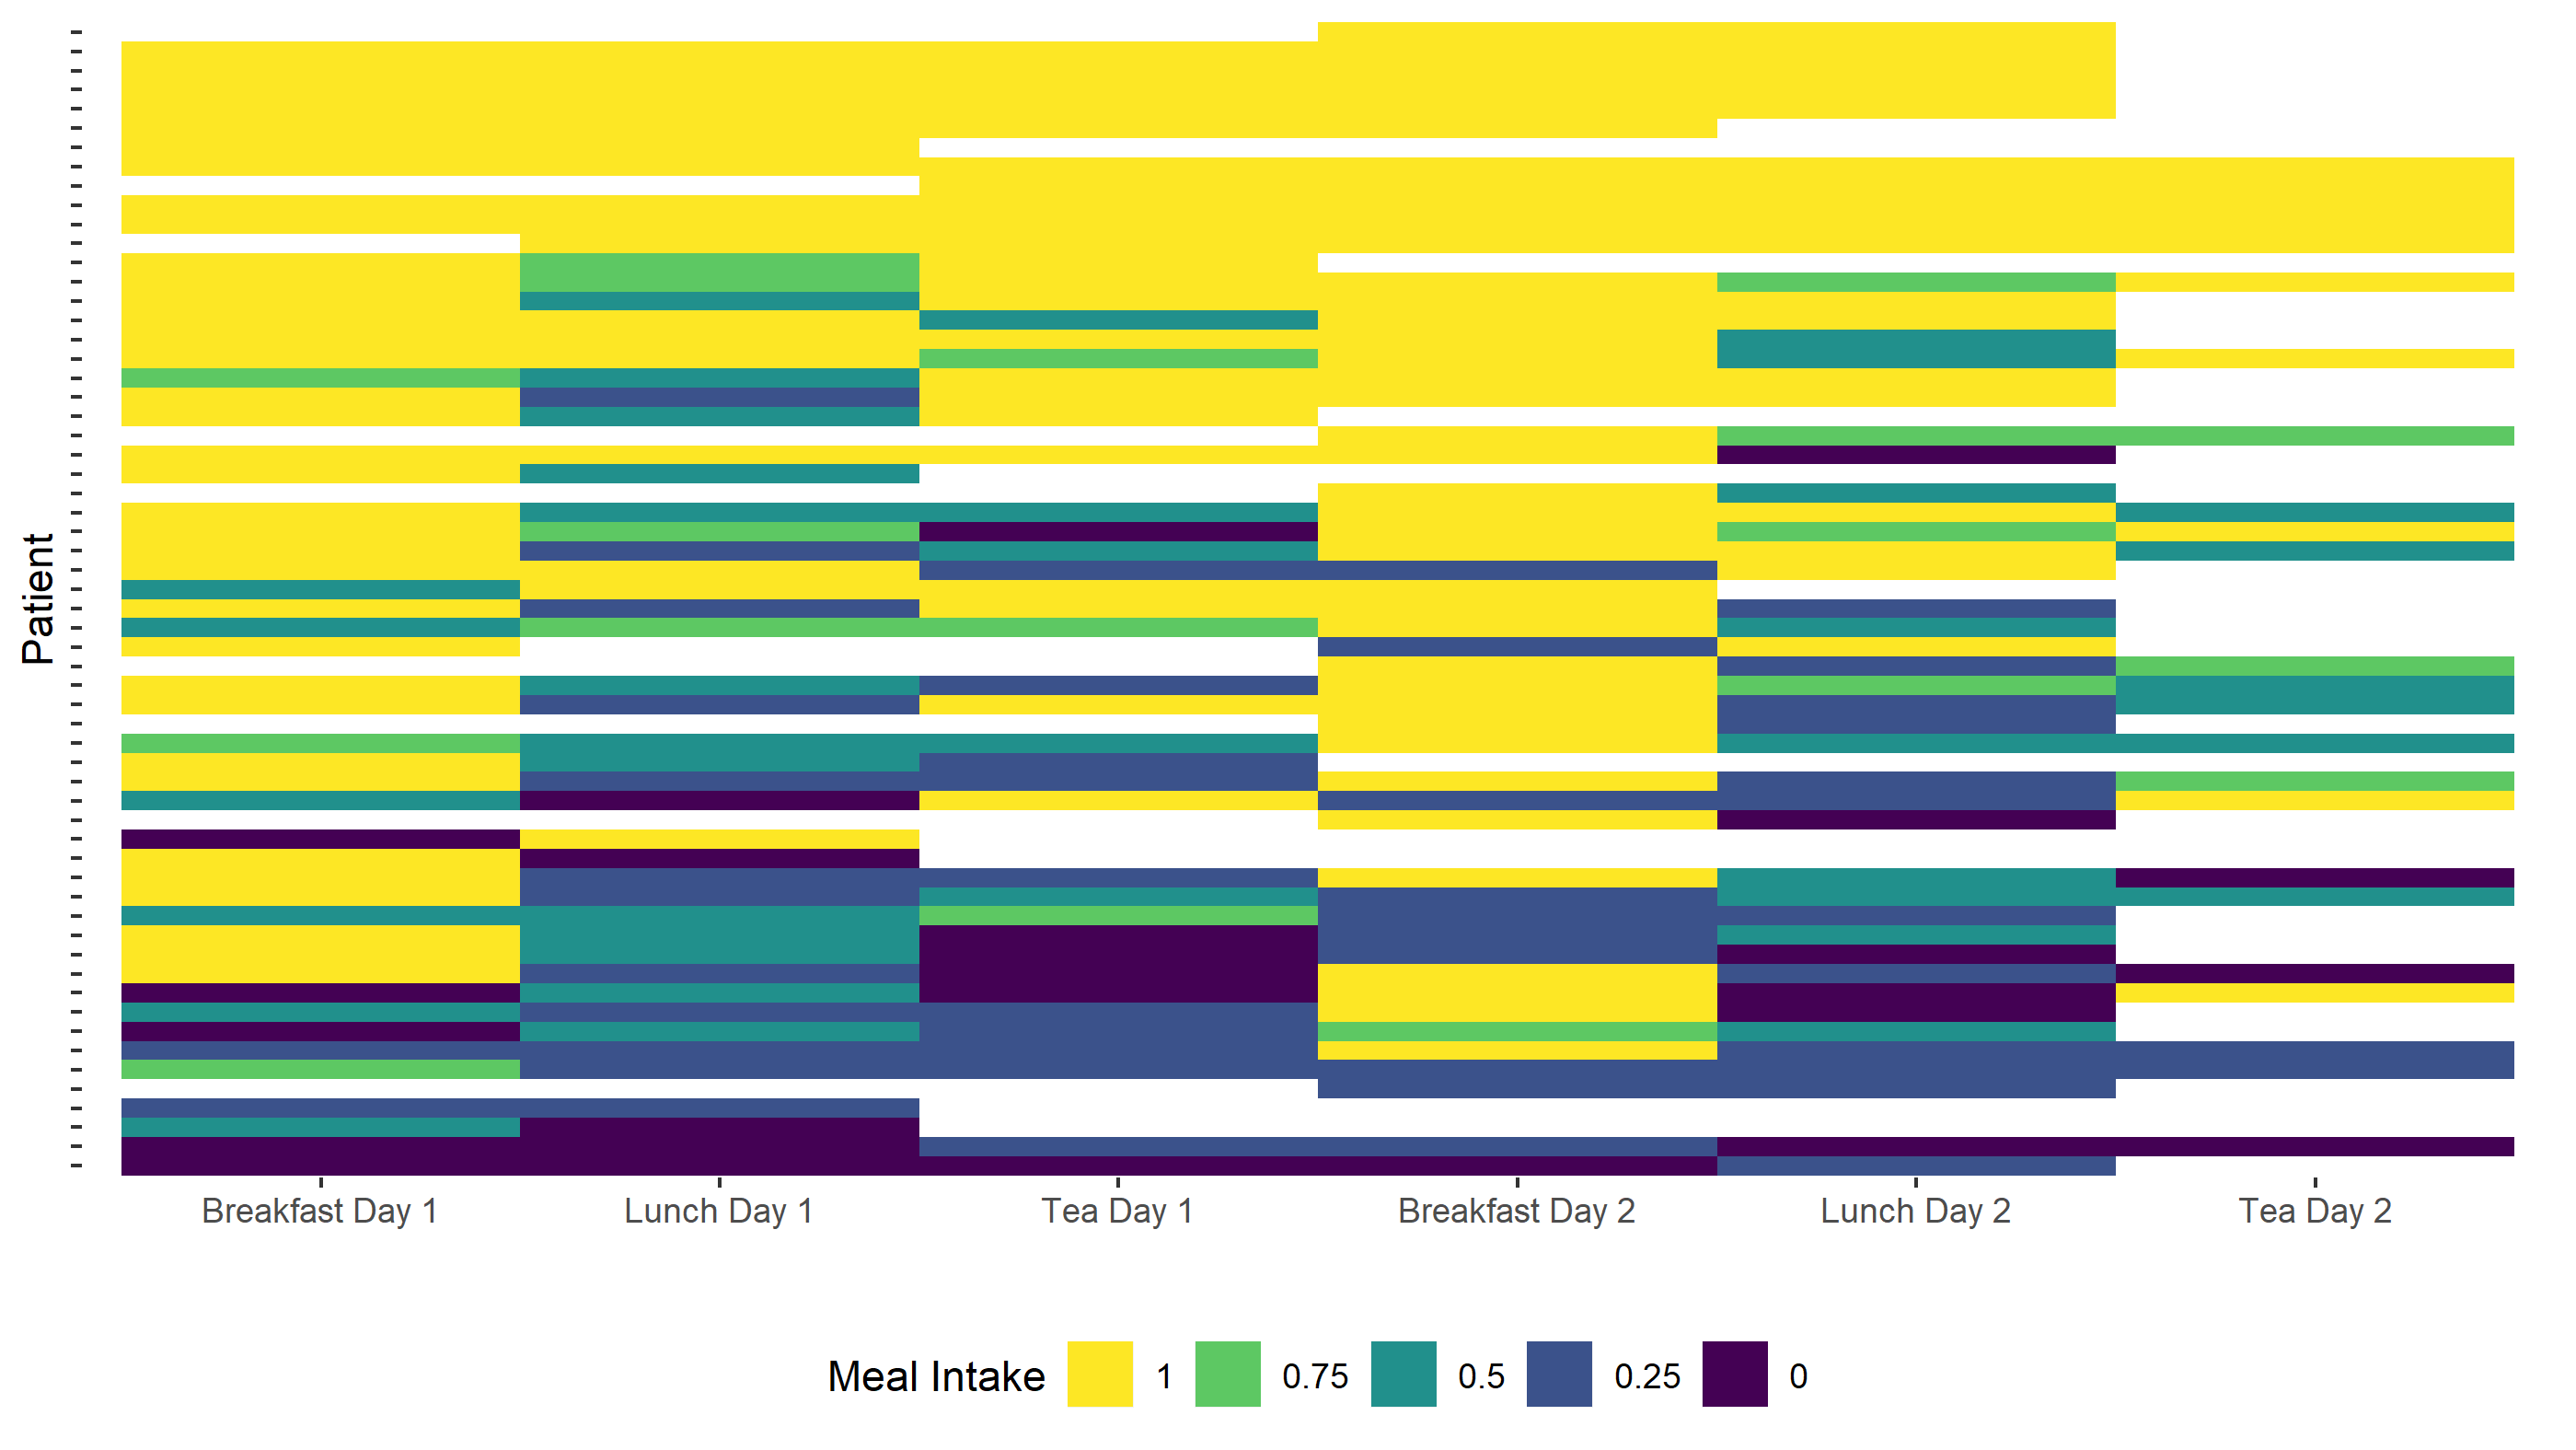 Patient
Breakfast Day 1 Lunch Day 1 Tea Day 1 Breakfast Day 2 Lunch Day 2 Tea Day 2
Meal Intake 1 0.75 0.5 0.25 0